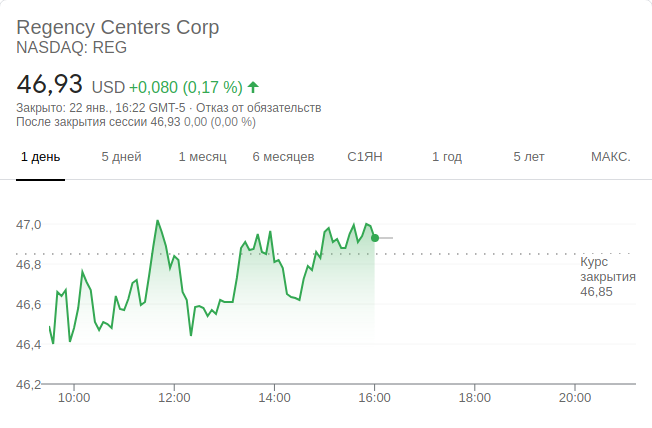 Regency Centers Corp
NASDAQ: REG
46,93 USD +0,080 (0,17 %)
Закрыто: 22 янв., 16:22 GMT-5 · Отказ от обязательств
После закрытия сессии 46,93 0,00 (0,00 %)
1 день 5 дней 1 месяц 6 месяцев С1ЯН 1 год 5 лет МАКС.
47,0
46,8
46,6
46,4
46,2
Курс
закрытия
46,85
10:00 12:00 14:00 16:00 18:00 20:00